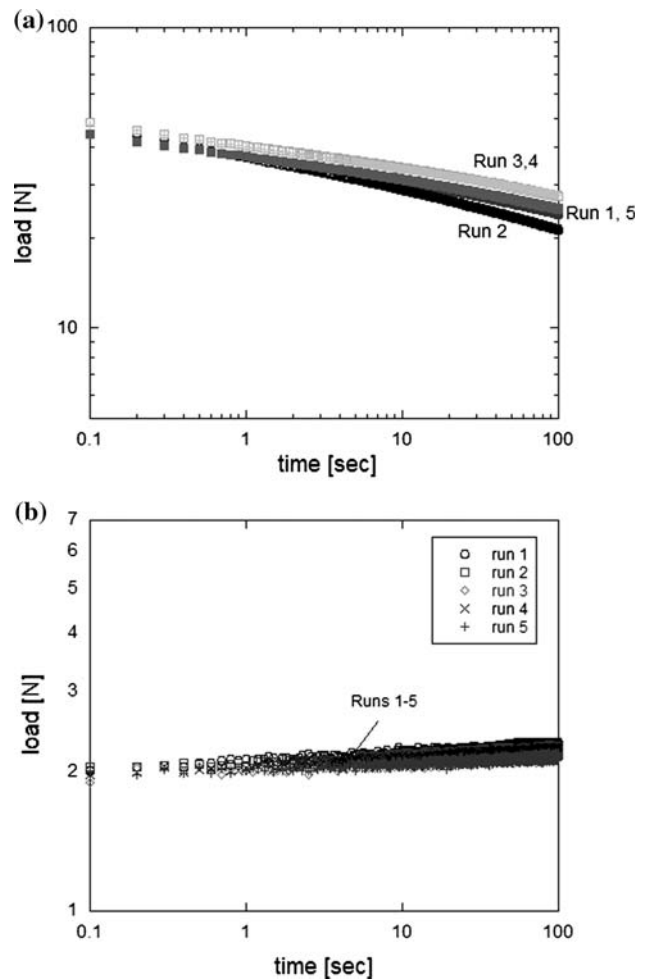 (a)
100
10
load [N]
Run 3,4
Run 1, 5
Run 2
0.1 1 10 100
time [sec]
(b)
7
6
5
4
3
2
1
load [N]
run 1
run 2
run 3
run 4
run 5
Runs 1-5
0.1 1 10 100
time [sec]